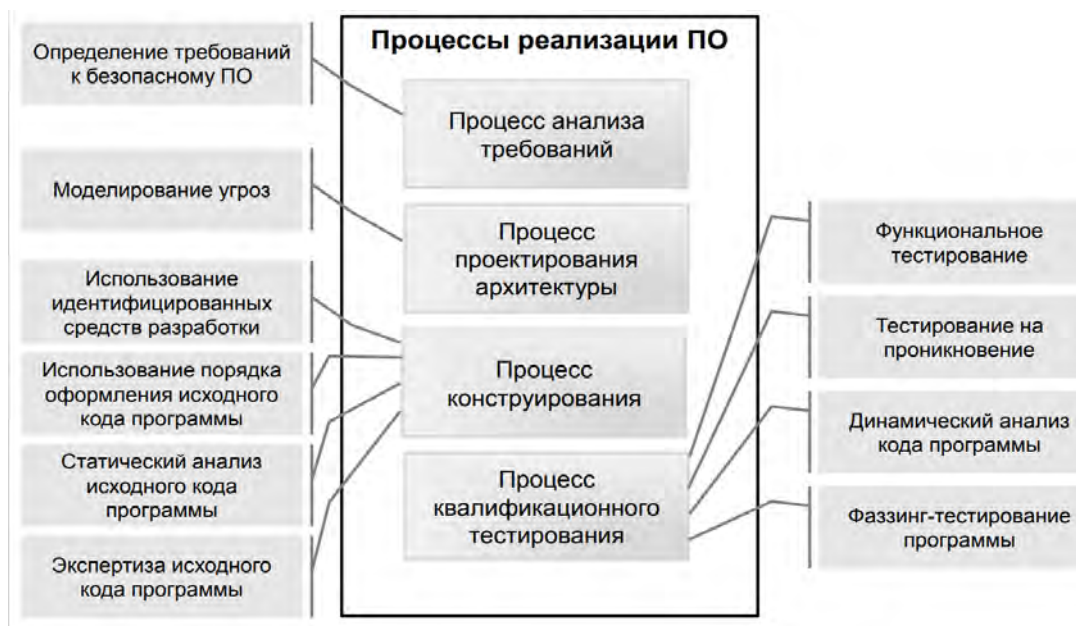 Определение требований
к безопасному ПО
Моделирование угроз
Использование
идентифицированных
средств разработки
Использование порядка
оформления исходного
кода программы
Статический анализ
исходного кода
программы
Экспертиза исходного
кода программы
Процессы реализации ПО
Процесс анализа
требований
Процесс
проектирования
архитектуры
Процесс
конструирования
Процесс
квалификационного
тестирования
Функциональное
тестирование
Тестирование на
проникновение
Динамический анализ
кода программы
Фаззинг-тестирование
программы